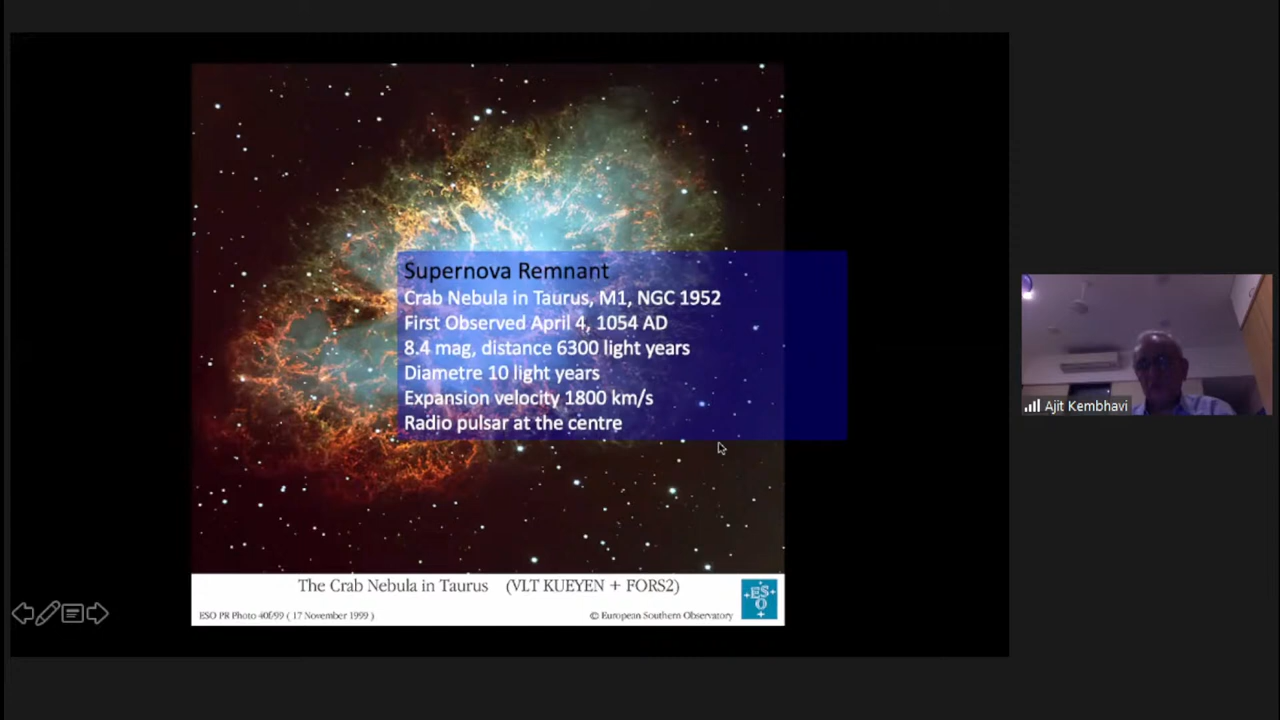 Supernova Remnant
Crab Nebula in Taurus, M1, NGC 1952
First Observed April 4, 1054 AD
8.4 mag, distance 6300 light years
Diametre 10 light years
Expansion velocity 1800 km/s
Radio pulsar at the centre
The Crab Nebula in Taurus (VLT KUEYEN + FORS2)
ESO PR Photo 40f/99 ( 17 November 1999 )
© European Southern Observatory
ESO
Ajit Kembhavi